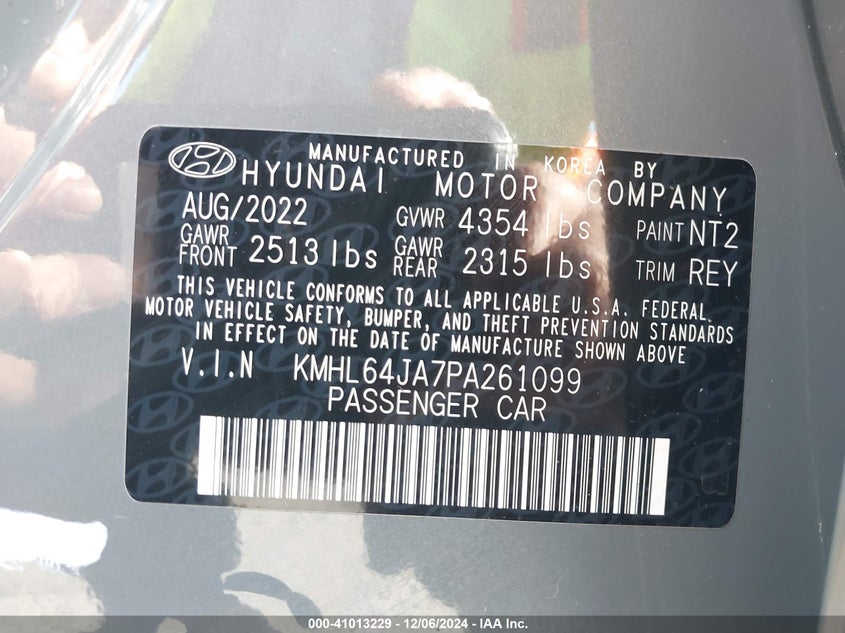 MANUFACTURED IN KOREA BY
HYUNDAI MOTOR COMPANY
AUG/2022 GVWR 4354 lbs PAINT NT2
GAWR FRONT 2513 lbs GAWR REAR 2315 lbs TRIM REY
THIS VEHICLE CONFORMS TO ALL APPLICABLE U.S.A. FEDERAL
MOTOR VEHICLE SAFETY, BUMPER, AND THEFT PREVENTION STANDARDS
IN EFFECT ON THE DATE OF MANUFACTURE SHOWN ABOVE
V.I.N KMHL64JA7PA261099
PASSENGER CAR
000-41013229 - 12/06/2024 - IAA Inc.